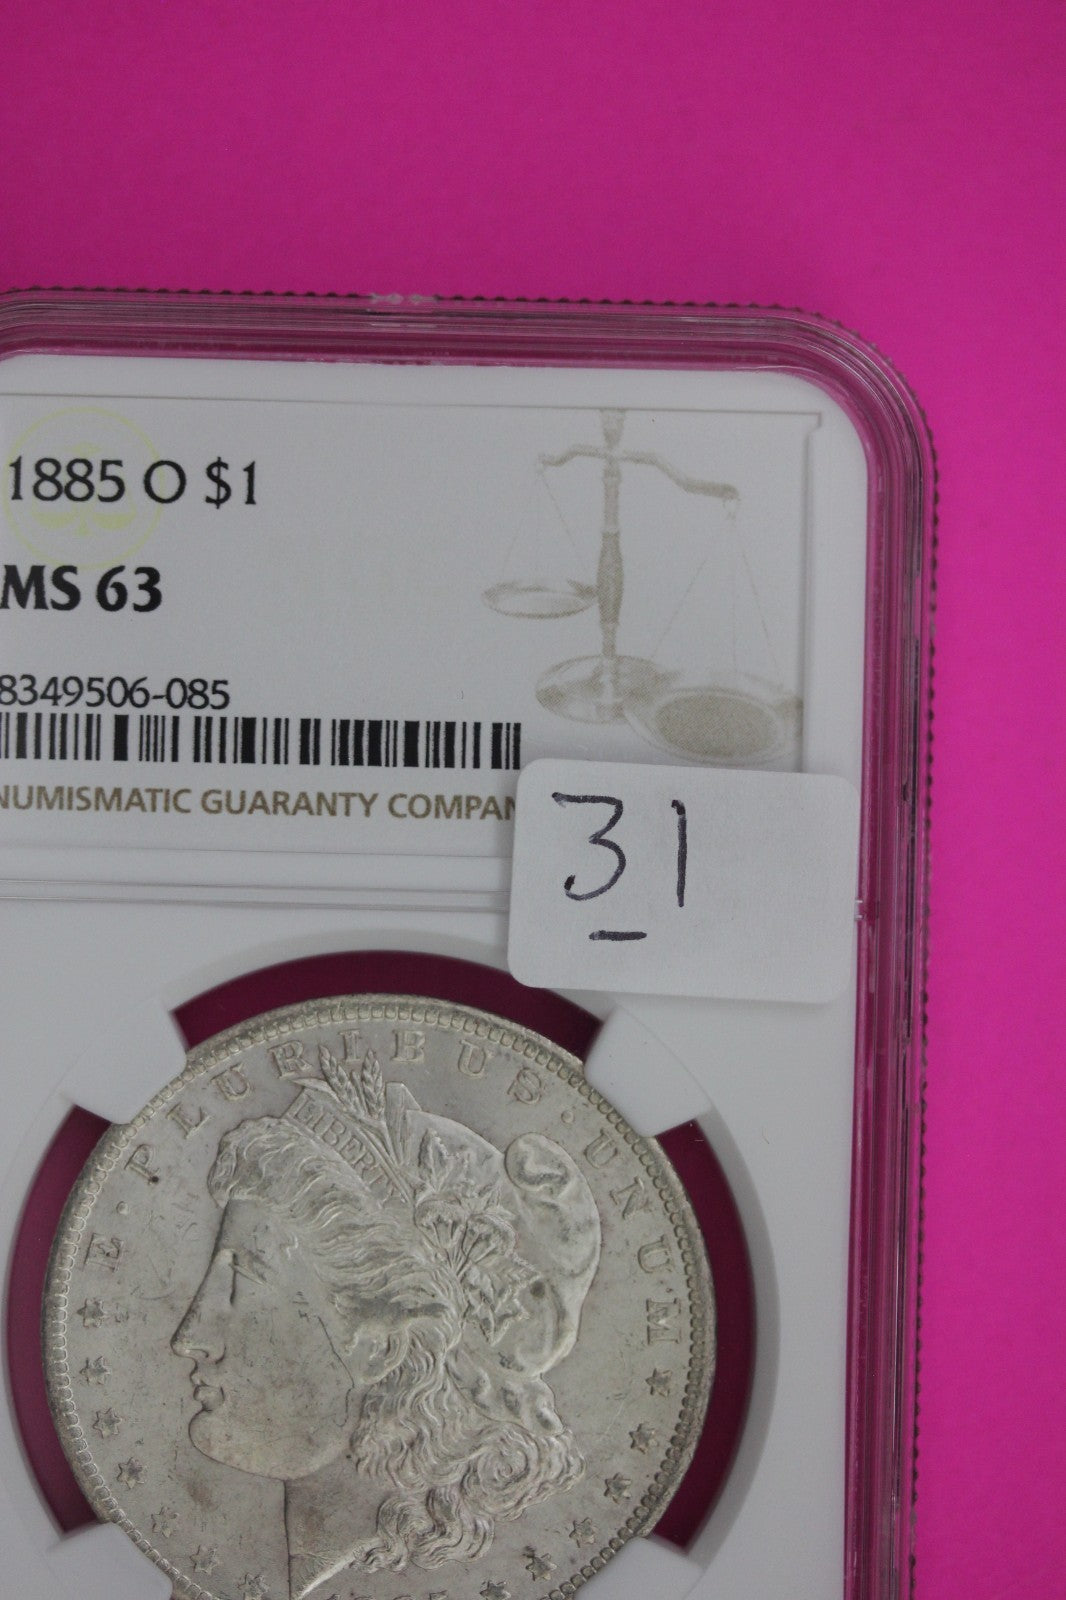 1885 O $1
MS 63
8349506-085
NUMISMATIC GUARANTY COMPAN
31
E · PLURIBUS · UNUM
LIBERTY